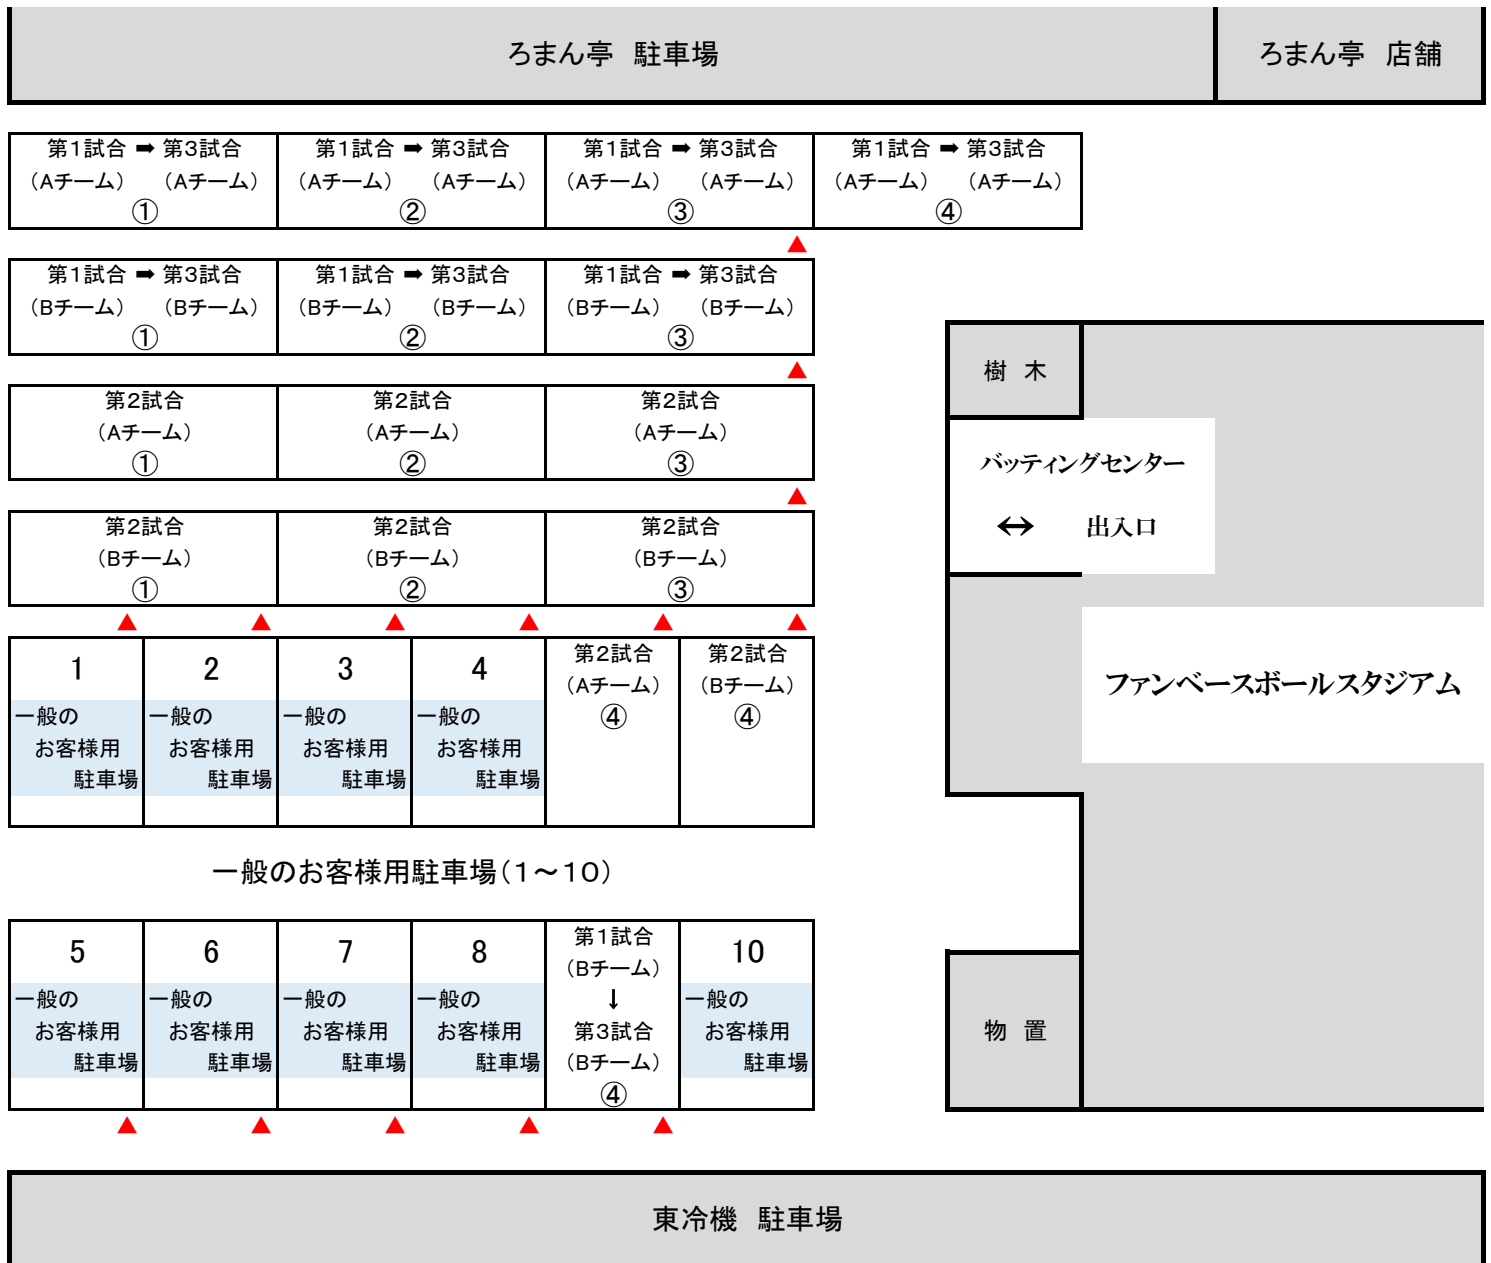 ろまん亭　駐車場
ろまん亭　店舗
第1試合 ➡ 第3試合
（Aチーム）　（Aチーム）
①
第1試合 ➡ 第3試合
（Aチーム）　（Aチーム）
②
第1試合 ➡ 第3試合
（Aチーム）　（Aチーム）
③
第1試合 ➡ 第3試合
（Aチーム）　（Aチーム）
④
第1試合 ➡ 第3試合
（Bチーム）　（Bチーム）
①
第1試合 ➡ 第3試合
（Bチーム）　（Bチーム）
②
第1試合 ➡ 第3試合
（Bチーム）　（Bチーム）
③
樹　木
第2試合
（Aチーム）
①
第2試合
（Aチーム）
②
第2試合
（Aチーム）
③
バッティングセンター
↔　出入口
第2試合
（Bチーム）
①
第2試合
（Bチーム）
②
第2試合
（Bチーム）
③
1
一般の
お客様用
駐車場
2
一般の
お客様用
駐車場
3
一般の
お客様用
駐車場
4
一般の
お客様用
駐車場
第2試合
（Aチーム）
④
第2試合
（Bチーム）
④
ファンベースボールスタジアム
一般のお客様用駐車場（1～10）
5
一般の
お客様用
駐車場
6
一般の
お客様用
駐車場
7
一般の
お客様用
駐車場
8
一般の
お客様用
駐車場
第1試合
（Bチーム）
↓
第3試合
（Bチーム）
④
10
一般の
お客様用
駐車場
物　置
東冷機　駐車場